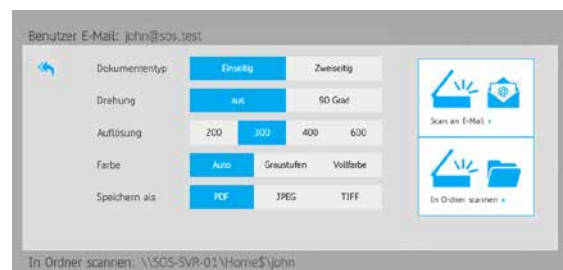 Benutzer E-Mail: john@sos.test
Dokumententyp Einseitig Zweiseitig
Drehung aus 90 Grad
Auflösung 200 300 400 600
Farbe Auto Graustufen Vollfarbe
Speichern als PDF JPEG TIFF
Scan an E-Mail
In Ordner scannen
In Ordner scannen: \\SOS-SVR-01\Home$\john